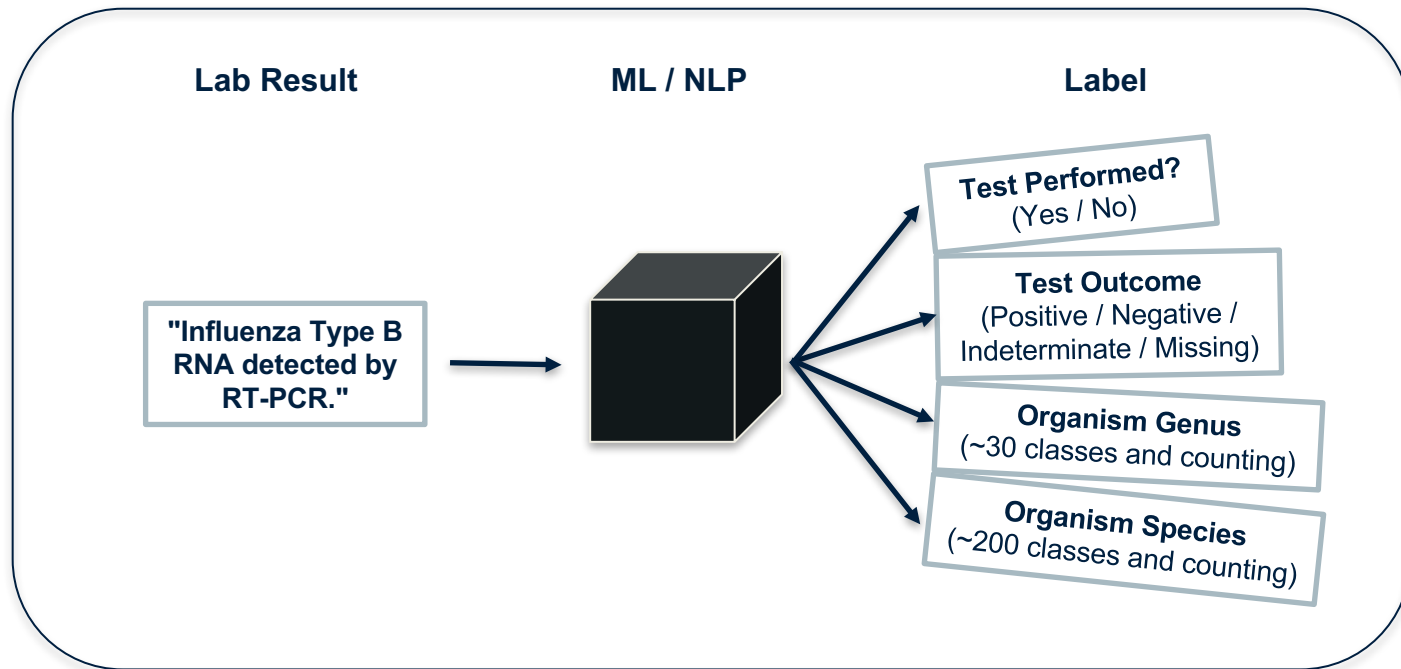 Lab Result
ML / NLP
Label
"Influenza Type B
RNA detected by
RT-PCR."
Test Performed?
(Yes / No)
Test Outcome
(Positive / Negative /
Indeterminate / Missing)
Organism Genus
(~30 classes and counting)
Organism Species
(~200 classes and counting)